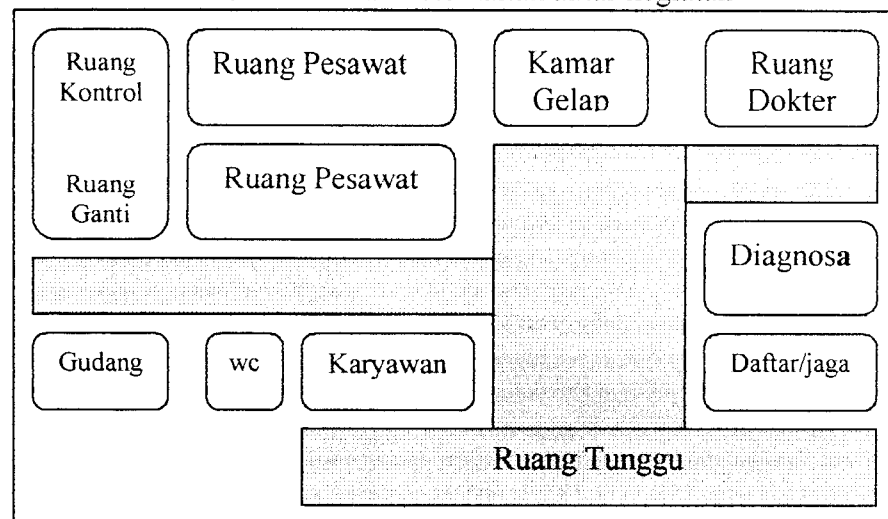 Ruang
Kontrol
Ruang
Ganti
Ruang Pesawat
Ruang Pesawat
Kamar
Gelap
Ruang
Dokter
Diagnosa
Gudang
wc
Karyawan
Daftar/jaga
Ruang Tunggu